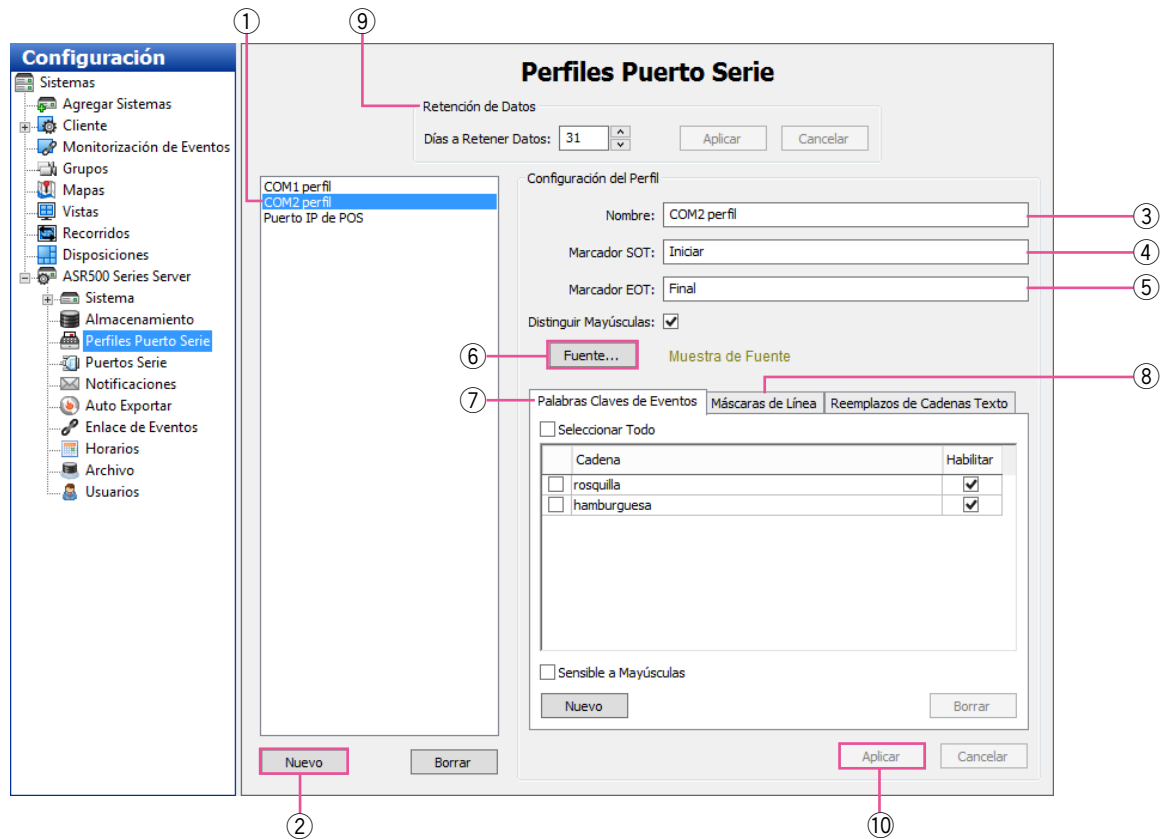 ① ⑨
Configuración
Sistemas
Agregar Sistemas
Cliente
Monitorización de Eventos
Grupos
Mapas
Vistas
Recorridos
Disposiciones
ASR500 Series Server
Sistema
Almacenamiento
Perfiles Puerto Serie
Puertos Serie
Notificaciones
Auto Exportar
Enlace de Eventos
Horarios
Archivo
Usuarios
Perfiles Puerto Serie
Retención de Datos
Días a Retener Datos: 31 Aplicar Cancelar
COM1 perfil
COM2 perfil
Puerto IP de POS
Nuevo Borrar
②
Configuración del Perfil
Nombre: COM2 perfil ③
Marcador SOT: Iniciar ④
Marcador EOT: Final ⑤
Distinguir Mayúsculas:
⑥ Fuente... Muestra de Fuente
⑧
⑦ Palabras Claves de Eventos Máscaras de Línea Reemplazos de Cadenas Texto
Seleccionar Todo
Cadena Habilitar
rosquilla
hamburguesa
Sensible a Mayúsculas
Nuevo Borrar
Aplicar Cancelar
⑩